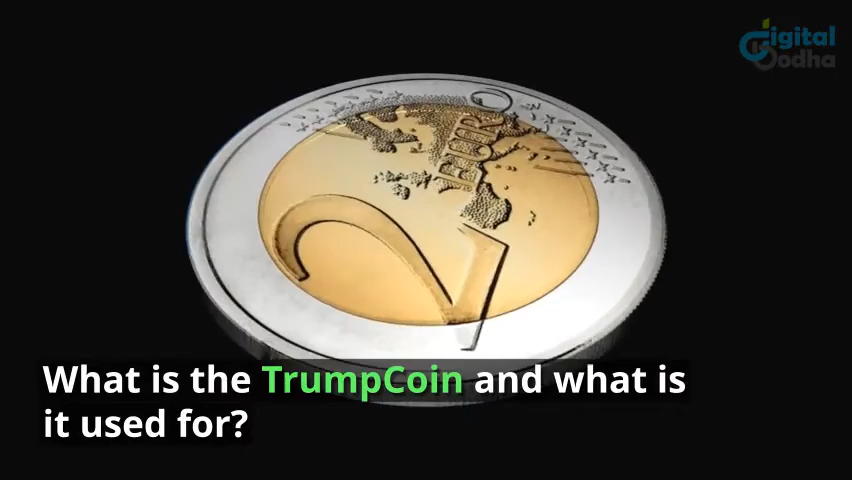 Digital
Yodha
2 EURO
What is the TrumpCoin and what is
it used for?